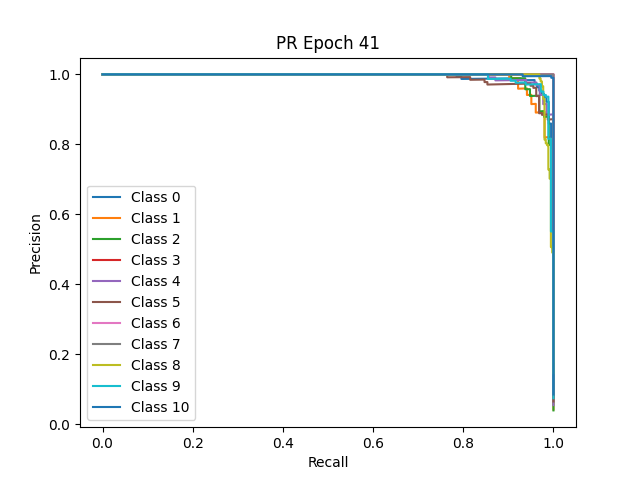 PR Epoch 41
1.0
0.8
0.6
0.4
0.2
0.0
Precision
Class 0
Class 1
Class 2
Class 3
Class 4
Class 5
Class 6
Class 7
Class 8
Class 9
Class 10
0.0 0.2 0.4 0.6 0.8 1.0
Recall